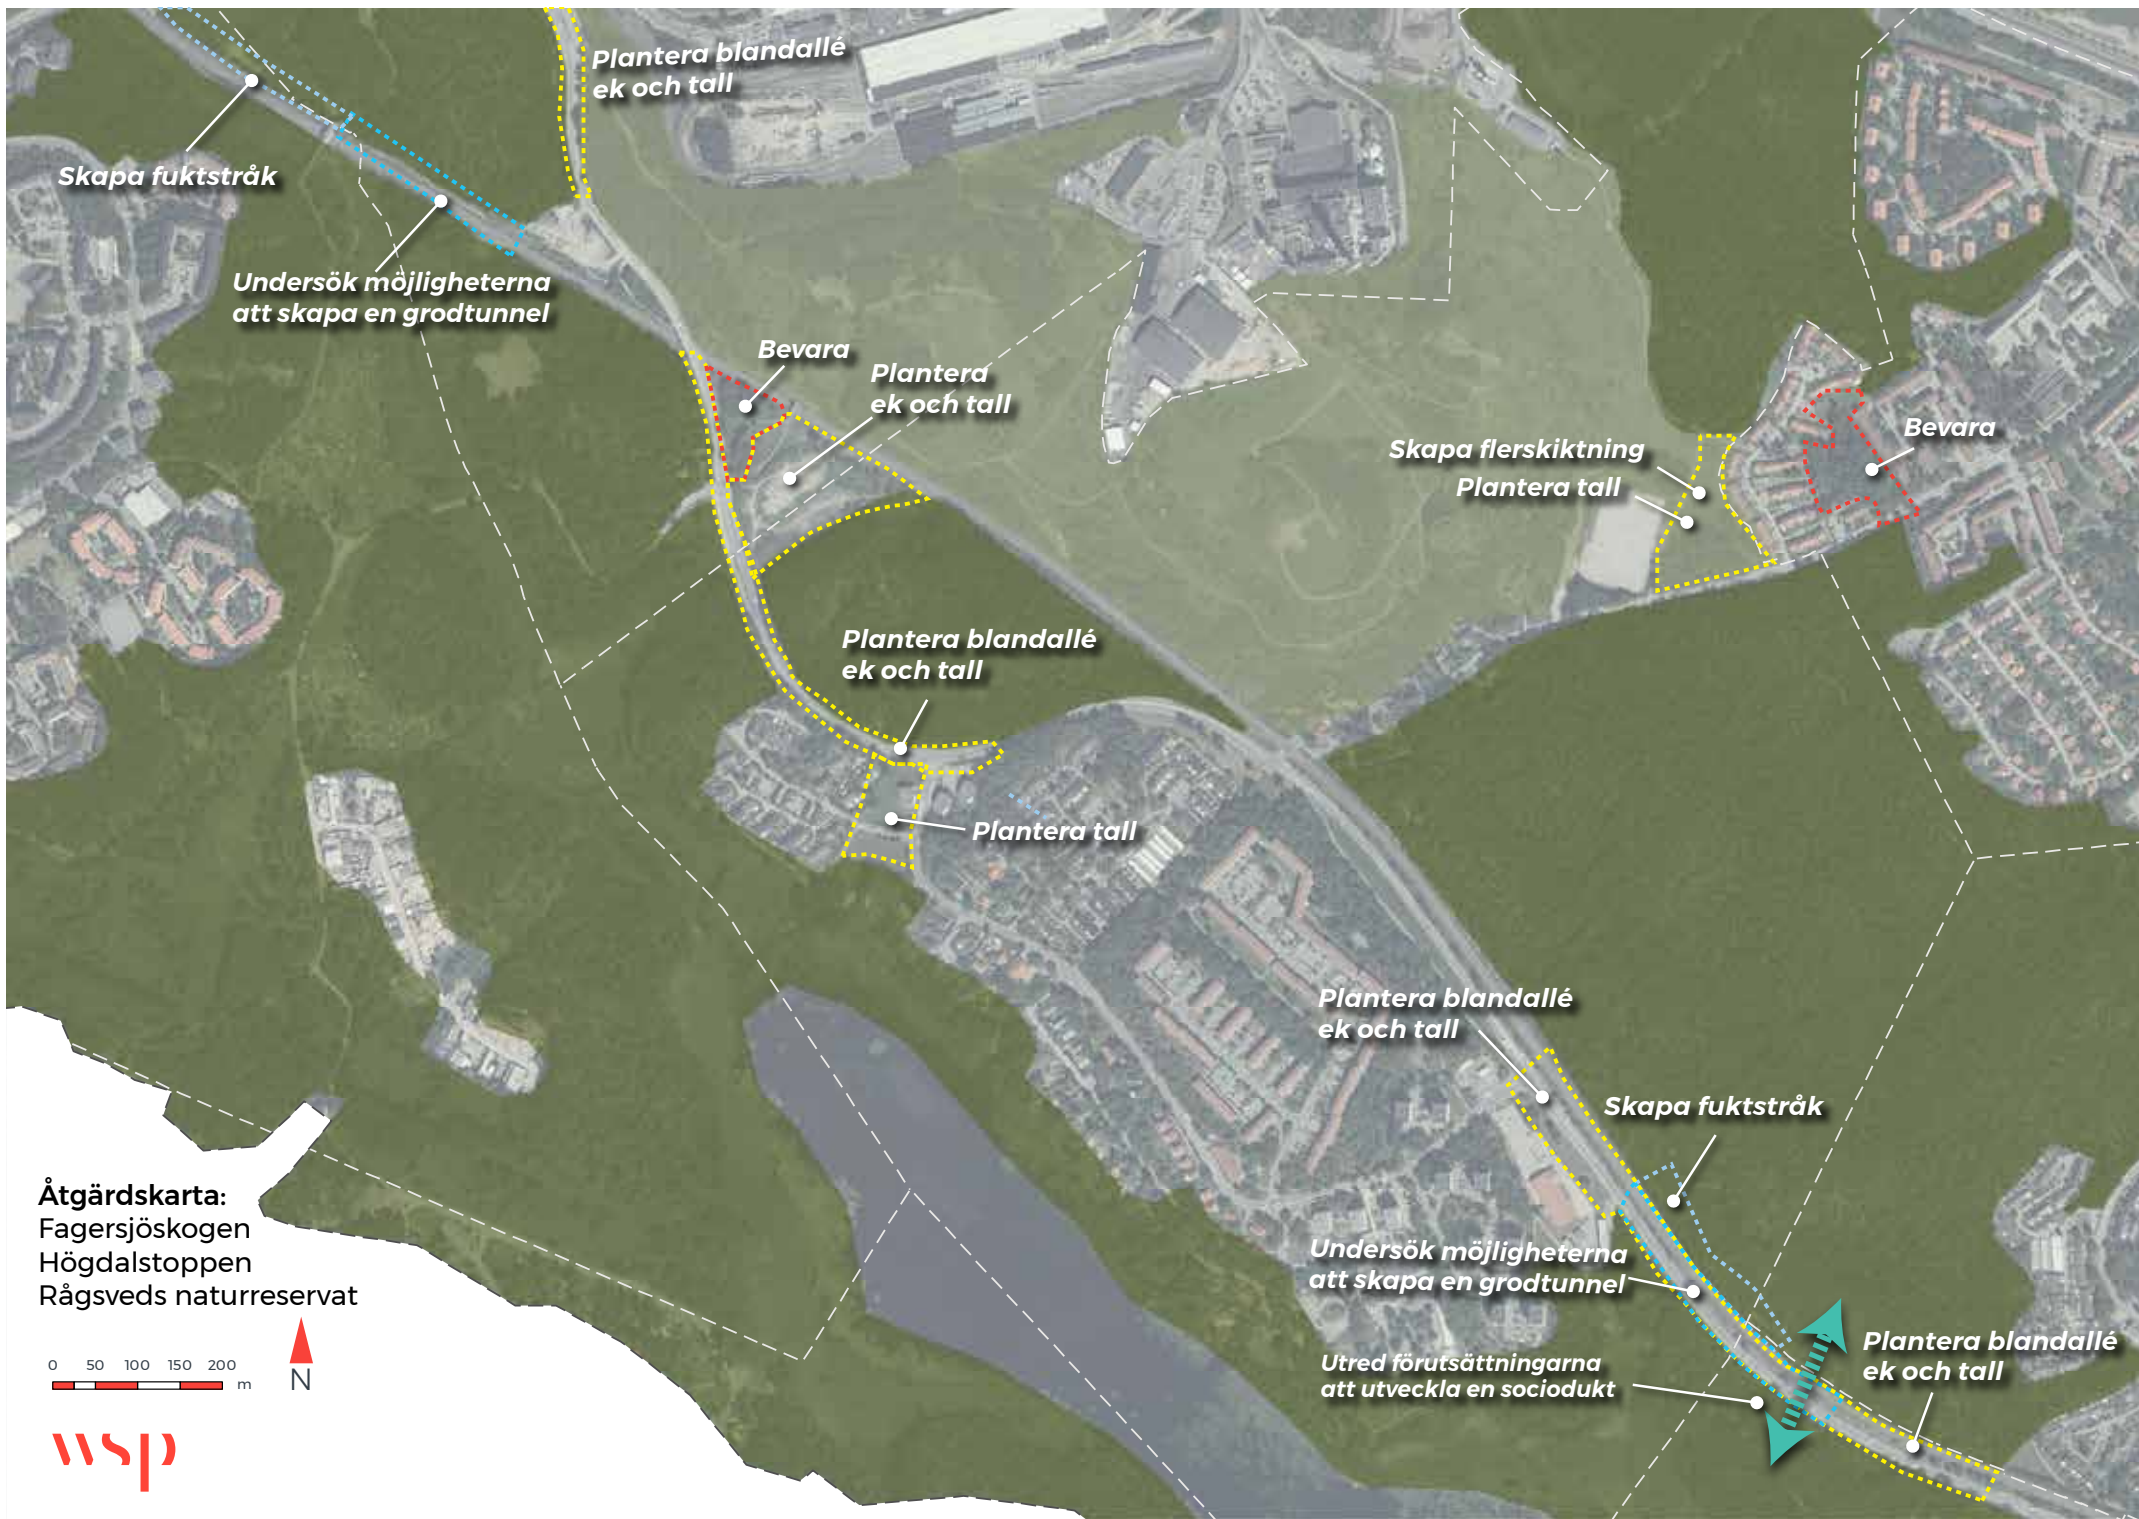 Plantera blandallé
ek och tall
Skapa fuktstråk
Undersök möjligheterna
att skapa en grodtunnel
Bevara
Plantera
ek och tall
Bevara
Skapa flerskiktning
Plantera tall
Plantera blandallé
ek och tall
Plantera tall
Plantera blandallé
ek och tall
Skapa fuktstråk
Undersök möjligheterna
att skapa en grodtunnel
Utred förutsättningarna
att utveckla en sociodukt
Plantera blandallé
ek och tall
Åtgärdskarta:
Fagersjöskogen
Högdalstoppen
Rågsveds naturreservat
0 50 100 150 200
m
N
wsp